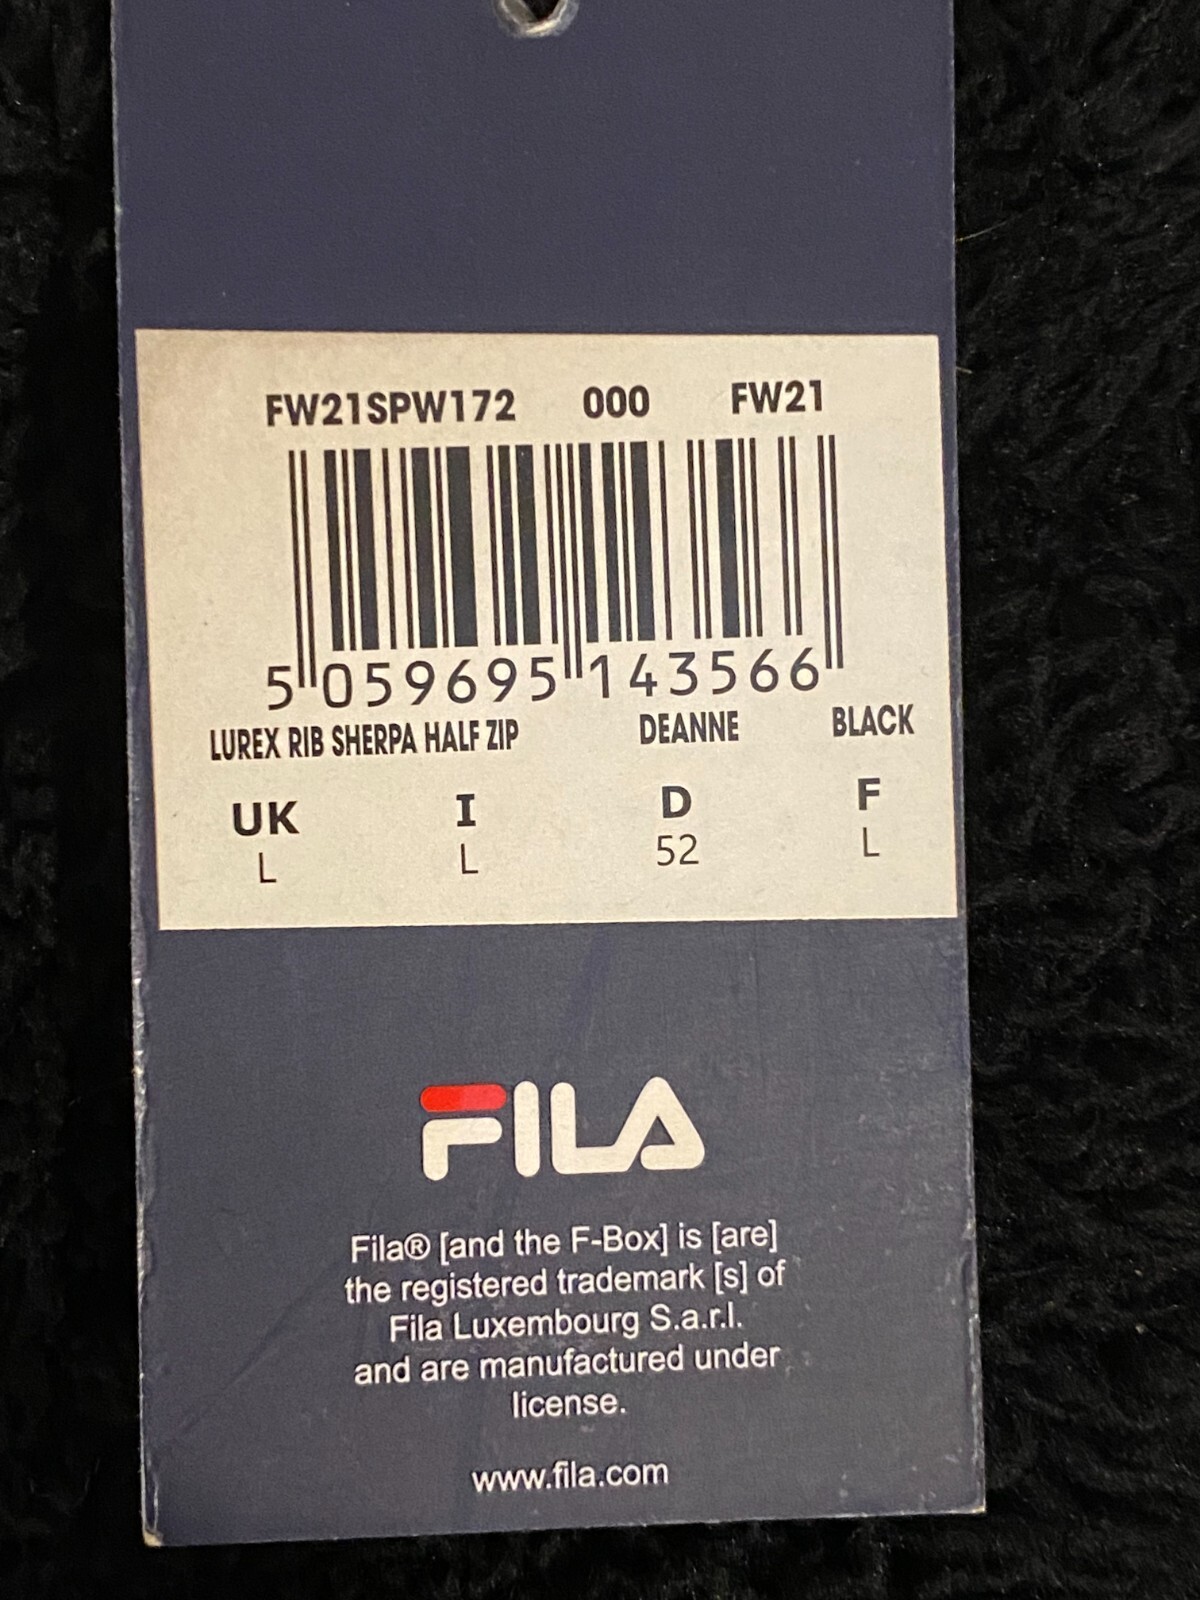 FW21SPW172 000 FW21
5 059695 143566
LUREX RIB SHERPA HALF ZIP DEANNE BLACK
UK I D F
L L 52 L
FILA
Fila® [and the F-Box] is [are]
the registered trademark [s] of
Fila Luxembourg S.a.r.l.
and are manufactured under
license.
www.fila.com